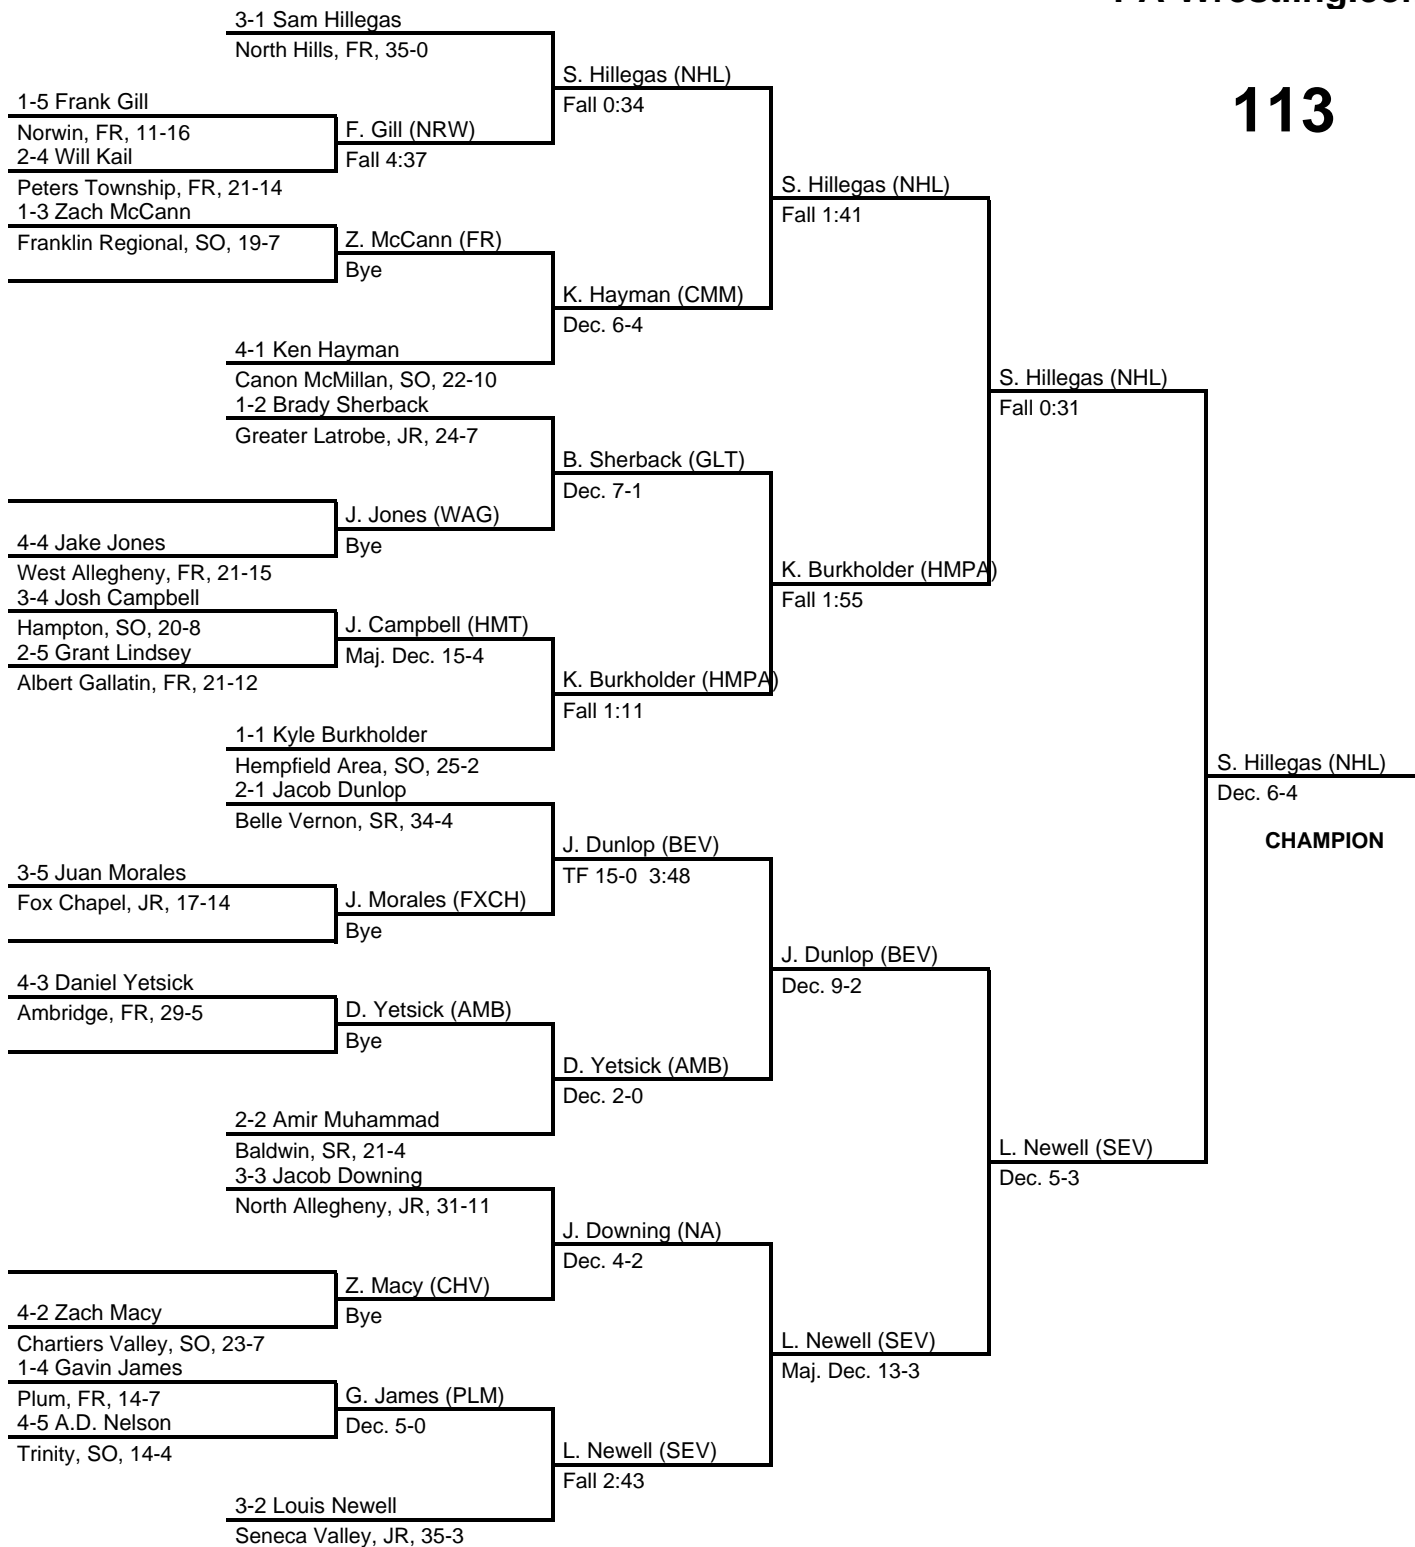 3-1 Sam Hillegas
North Hills, FR, 35-0
S. Hillegas (NHL)
Fall 0:34
113
1-5 Frank Gill
Norwin, FR, 11-16
F. Gill (NRW)
2-4 Will Kail
Fall 4:37
Peters Township, FR, 21-14
S. Hillegas (NHL)
Fall 1:41
1-3 Zach McCann
Franklin Regional, SO, 19-7
Z. McCann (FR)
Bye
K. Hayman (CMM)
Dec. 6-4
4-1 Ken Hayman
Canon McMillan, SO, 22-10
S. Hillegas (NHL)
Fall 0:31
1-2 Brady Sherback
Greater Latrobe, JR, 24-7
B. Sherback (GLT)
Dec. 7-1
J. Jones (WAG)
Bye
4-4 Jake Jones
West Allegheny, FR, 21-15
K. Burkholder (HMPA)
Fall 1:55
3-4 Josh Campbell
Hampton, SO, 20-8
J. Campbell (HMT)
2-5 Grant Lindsey
Maj. Dec. 15-4
Albert Gallatin, FR, 21-12
K. Burkholder (HMPA)
Fall 1:11
1-1 Kyle Burkholder
Hempfield Area, SO, 25-2
S. Hillegas (NHL)
Dec. 6-4
CHAMPION
2-1 Jacob Dunlop
Belle Vernon, SR, 34-4
J. Dunlop (BEV)
TF 15-0 3:48
3-5 Juan Morales
Fox Chapel, JR, 17-14
J. Morales (FXCH)
Bye
J. Dunlop (BEV)
Dec. 9-2
4-3 Daniel Yetsick
Ambridge, FR, 29-5
D. Yetsick (AMB)
Bye
D. Yetsick (AMB)
Dec. 2-0
2-2 Amir Muhammad
Baldwin, SR, 21-4
L. Newell (SEV)
Dec. 5-3
3-3 Jacob Downing
North Allegheny, JR, 31-11
J. Downing (NA)
Dec. 4-2
Z. Macy (CHV)
Bye
4-2 Zach Macy
Chartiers Valley, SO, 23-7
L. Newell (SEV)
Maj. Dec. 13-3
1-4 Gavin James
Plum, FR, 14-7
G. James (PLM)
4-5 A.D. Nelson
Dec. 5-0
Trinity, SO, 14-4
L. Newell (SEV)
Fall 2:43
3-2 Louis Newell
Seneca Valley, JR, 35-3